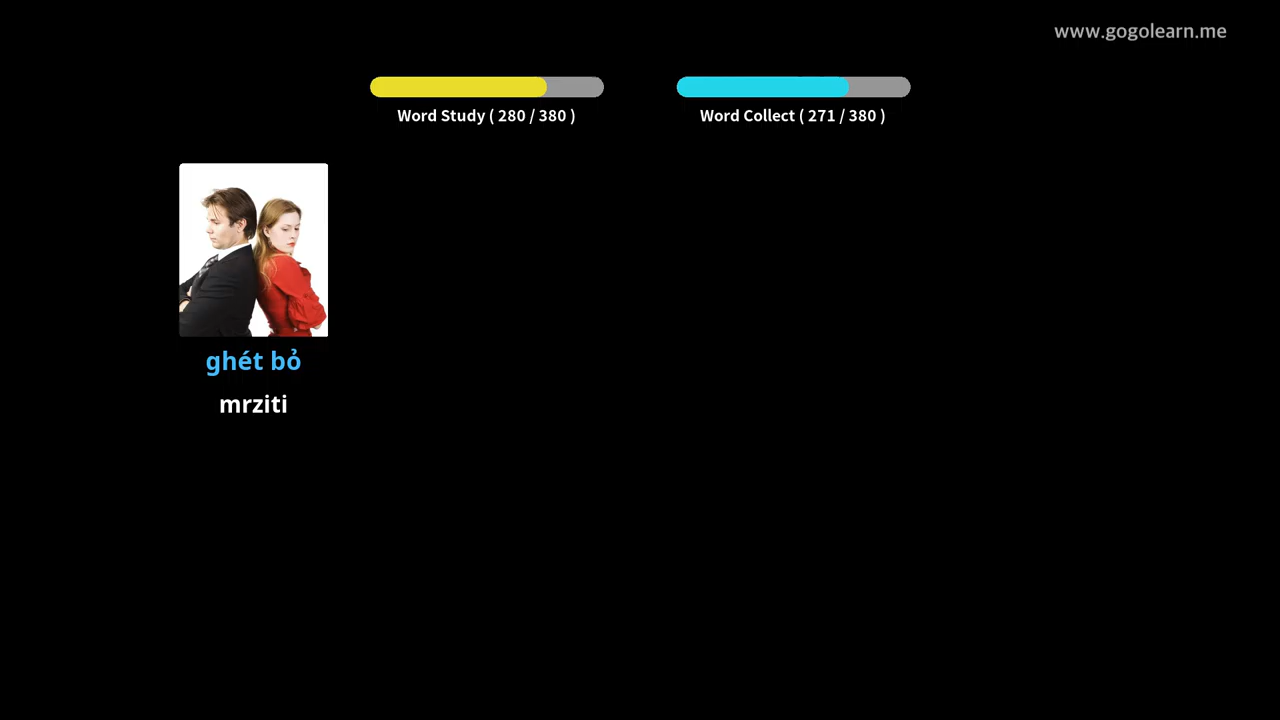 www.gogolearn.me
Word Study ( 280 / 380 )
Word Collect ( 271 / 380 )
ghét bỏ
mrziti